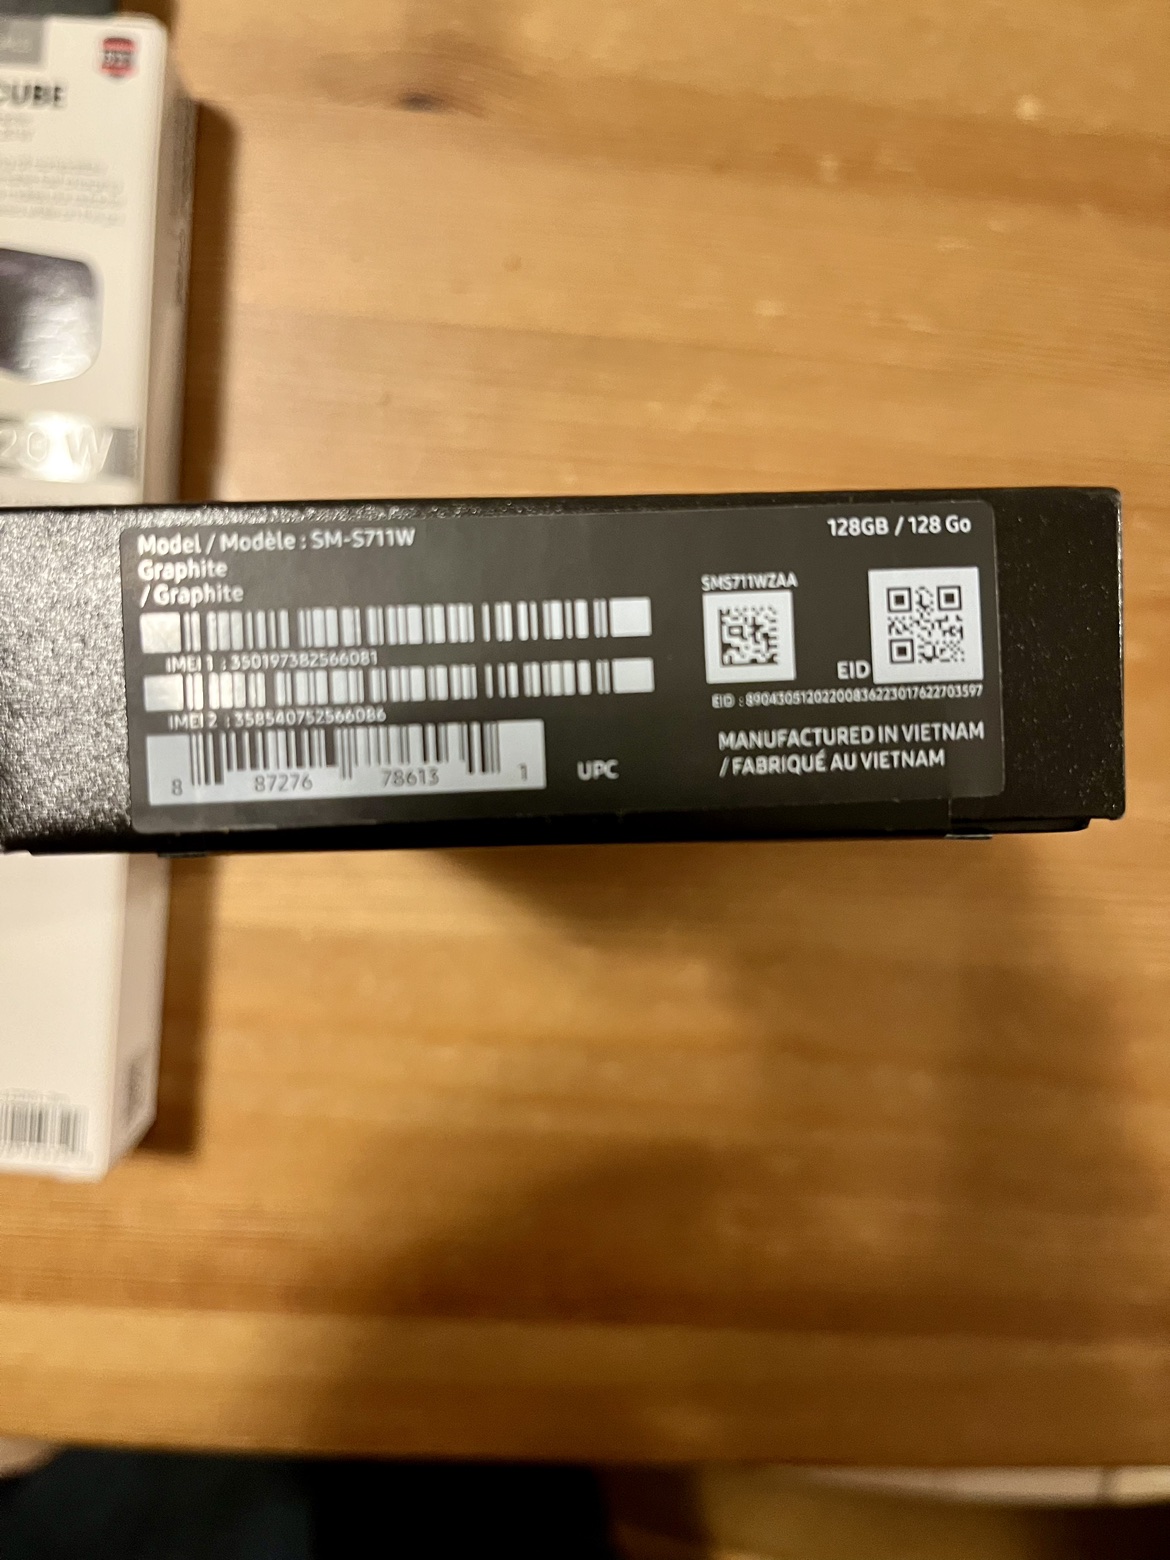 CUBE
20 W
Model / Modèle : SM-S711W
Graphite
/ Graphite
128GB / 128 Go
SMS711WZAA
IMEI 1 : 350197382566081
EID
IMEI 2 : 358540752566086
EID : 89043051202200836223017622703597
8 87276 78613 1
UPC
MANUFACTURED IN VIETNAM
/ FABRIQUÉ AU VIETNAM